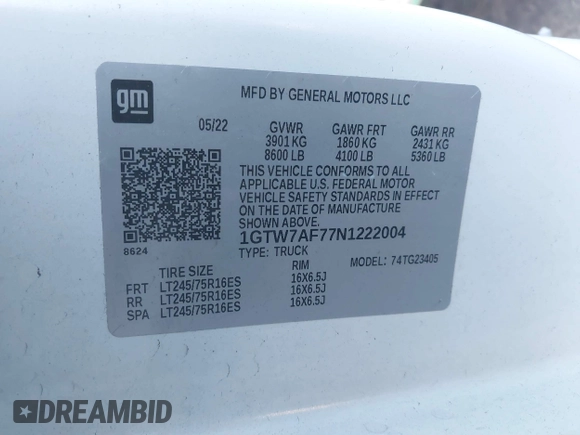 gm
MFD BY GENERAL MOTORS LLC
05/22 GVWR GAWR FRT GAWR RR
3901 KG 1860 KG 2431 KG
8600 LB 4100 LB 5360 LB
THIS VEHICLE CONFORMS TO ALL
APPLICABLE U.S. FEDERAL MOTOR
VEHICLE SAFETY STANDARDS IN EFFECT
ON THE DATE OF MANUFACTURE
SHOWN ABOVE.
8624 1GTW7AF77N1222004
TYPE: TRUCK MODEL: 74TG23405
TIRE SIZE RIM
FRT LT245/75R16ES 16X6.5J
RR LT245/75R16ES 16X6.5J
SPA LT245/75R16ES 16X6.5J
DREAMBID